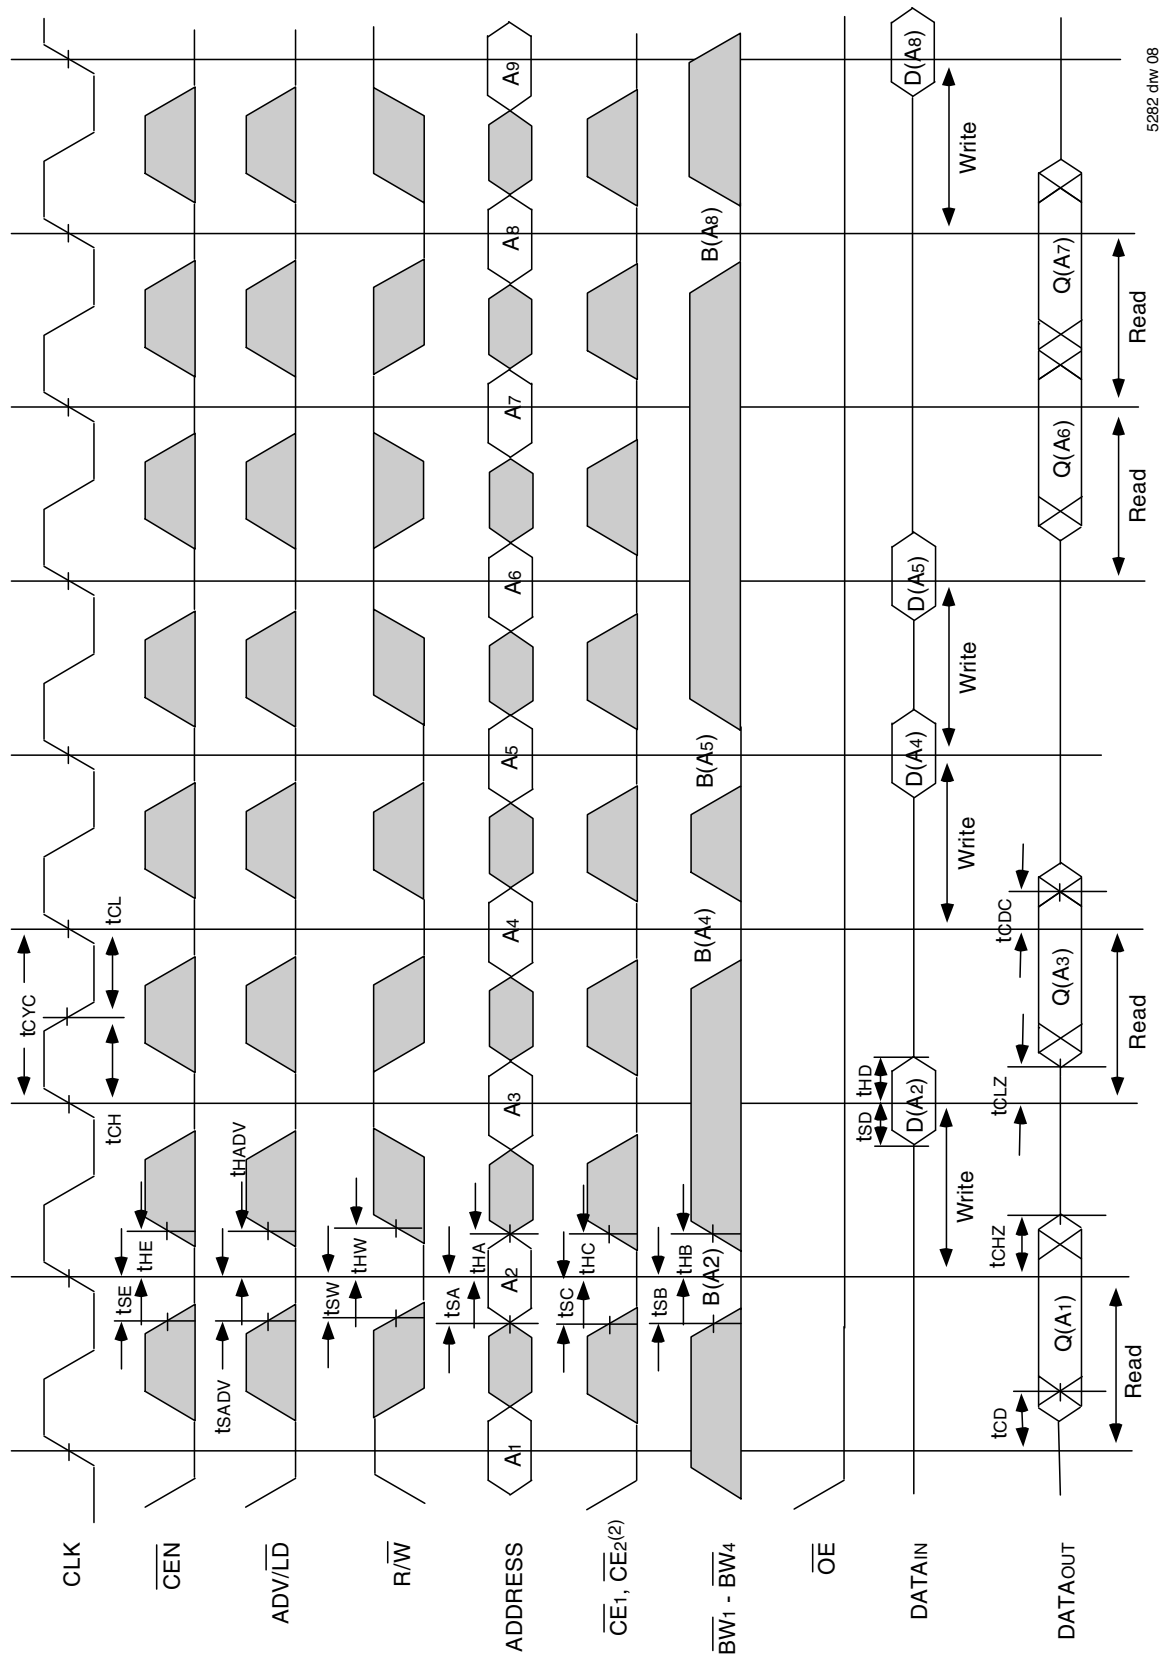 tCYC
tCH
tCL
CLK
tSE
tHE
CEN
tSADV
tHADV
ADV/LD
tSW
tHW
R/W
tSA
tHA
ADDRESS
A1
A2
A3
A4
A5
A6
A7
A8
A9
tSC
tHC
CE1, CE2(2)
tSB
tHB
BW1 - BW4
B(A2)
B(A4)
B(A5)
B(A8)
OE
tSD
tHD
DATAIN
D(A2)
D(A4)
D(A5)
D(A8)
Write
Write
Write
Write
tCD
tCHZ
tCLZ
tCDC
DATAOUT
Q(A1)
Q(A3)
Q(A6)
Q(A7)
Read
Read
Read
Read
5282 drw 08